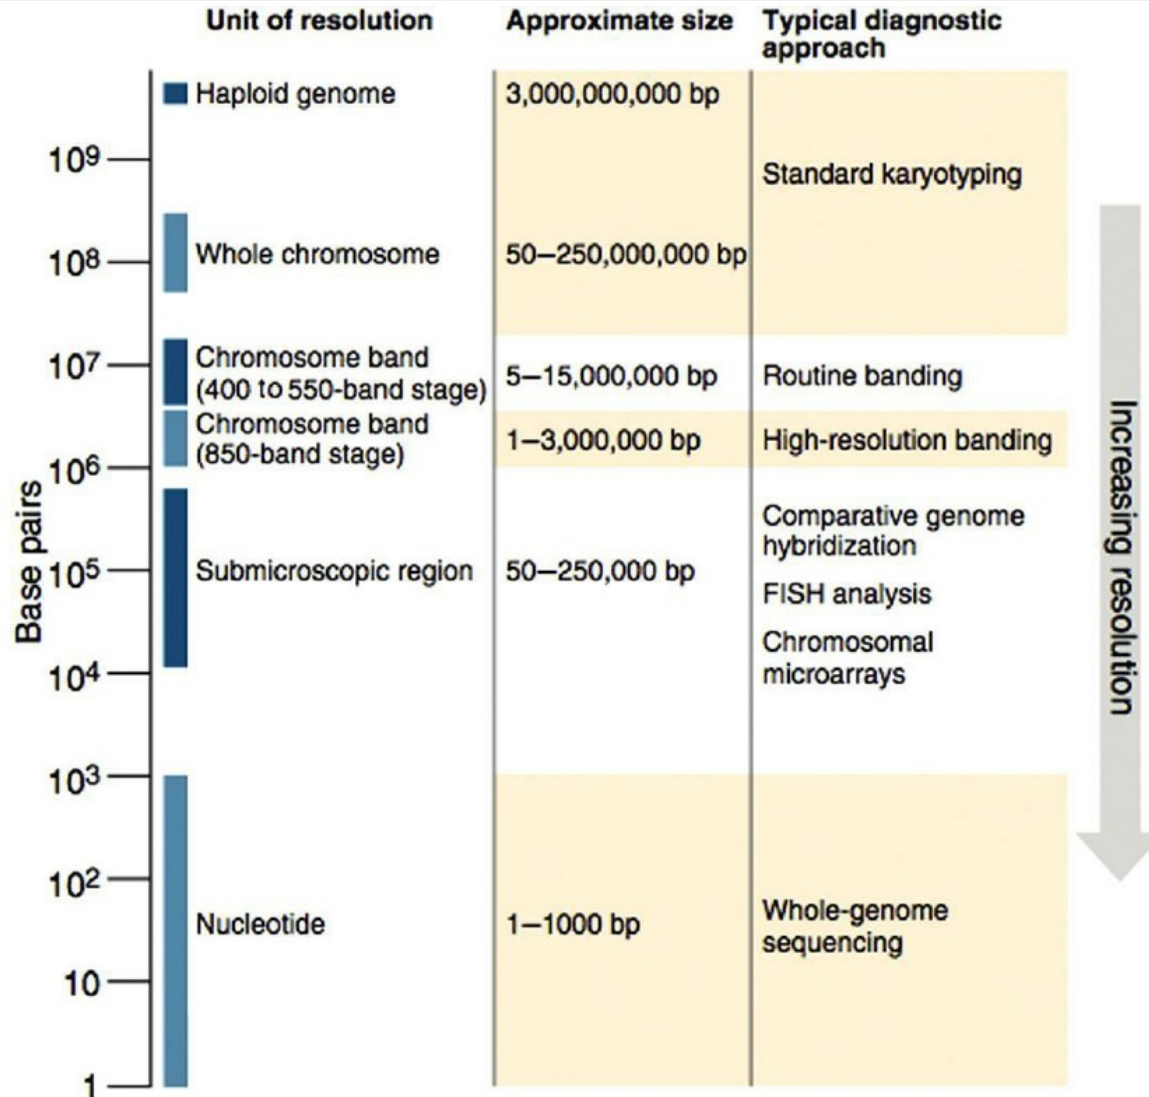 Unit of resolution
Approximate size
Typical diagnostic
approach
Haploid genome
3,000,000,000 bp
10⁹
Standard karyotyping
Whole chromosome
50–250,000,000 bp
10⁸
10⁷
Chromosome band
(400 to 550-band stage)
5–15,000,000 bp
Routine banding
Chromosome band
(850-band stage)
1–3,000,000 bp
High-resolution banding
10⁶
Comparative genome
hybridization
10⁵
Submicroscopic region
50–250,000 bp
FISH analysis
Chromosomal
microarrays
10⁴
10³
10²
Nucleotide
1–1000 bp
Whole-genome
sequencing
10
1
Base pairs
Increasing resolution